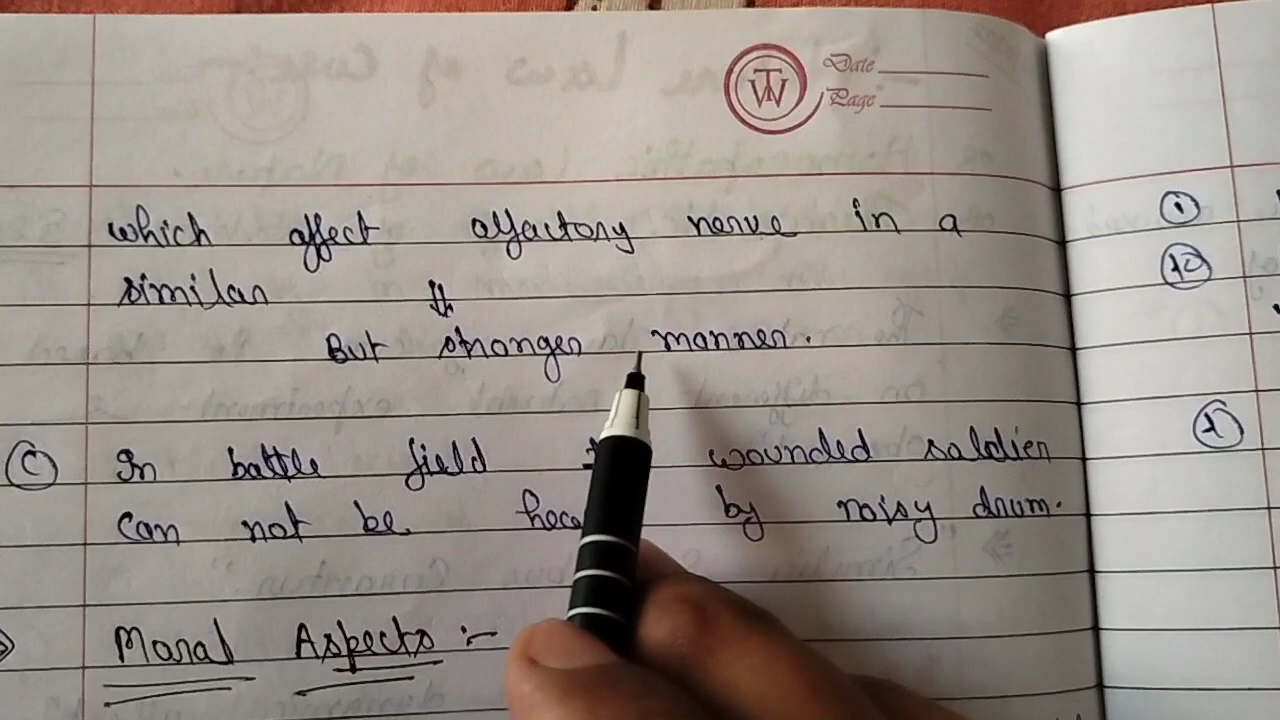 Date
Page
which affect olfactory nerve in a
similar
But stronger manner.
C In battle field wounded soldier
can not be by noisy drum.
Moral Aspects :-